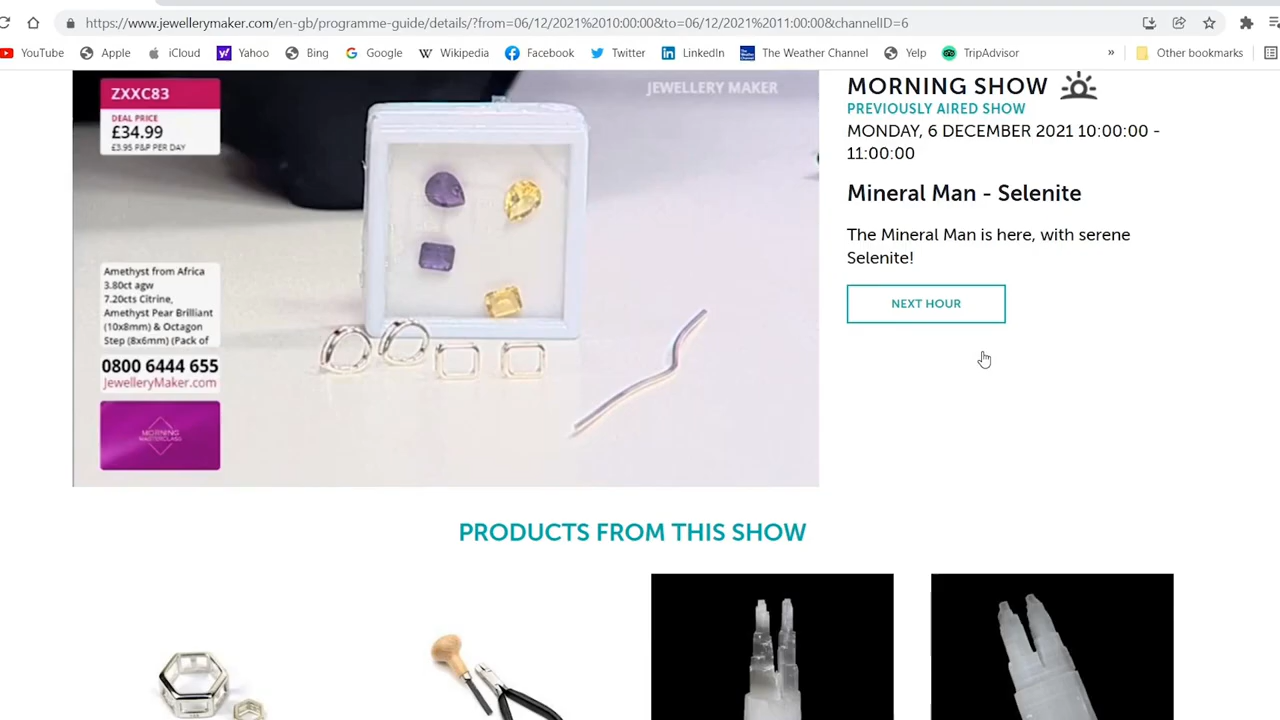 https://www.jewellerymaker.com/en-gb/programme-guide/details/?from=06/12/2021%2010:00:00&to=06/12/2021%2011:00:00&channelID=6
YouTube Apple iCloud Yahoo Bing Google Wikipedia Facebook Twitter LinkedIn The Weather Channel Yelp TripAdvisor » Other bookmarks
ZXXC83
DEAL PRICE
£34.99
£3.95 P&P PER DAY
JEWELLERY MAKER
Amethyst from Africa
3.80ct agw
7.20cts Citrine,
Amethyst Pear Brilliant
(10x8mm) & Octagon
Step (8x6mm) (Pack of
0800 6444 655
JewelleryMaker.com
MORNING
MASTERCLASS
MORNING SHOW
PREVIOUSLY AIRED SHOW
MONDAY, 6 DECEMBER 2021 10:00:00 -
11:00:00
Mineral Man - Selenite
The Mineral Man is here, with serene
Selenite!
NEXT HOUR
PRODUCTS FROM THIS SHOW